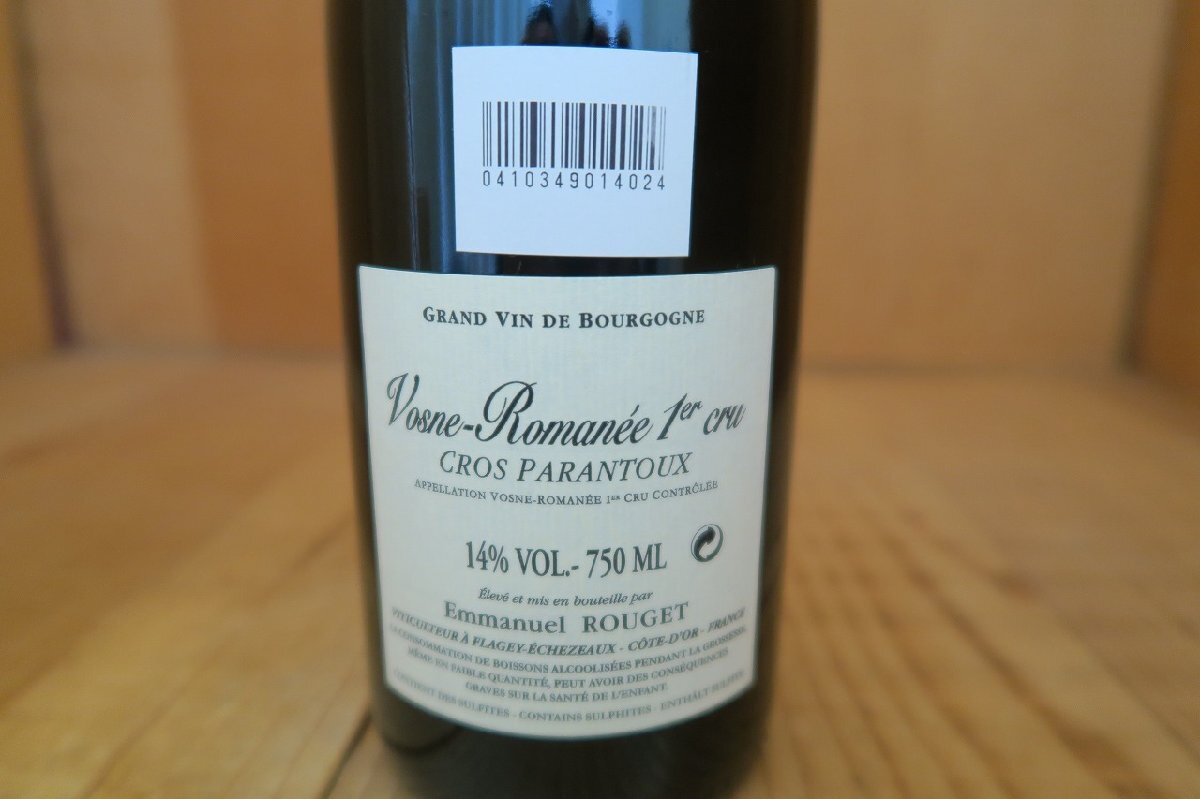 0410349014024
GRAND VIN DE BOURGOGNE
Vosne-Romanée 1er cru
CROS PARANTOUX
APPELLATION VOSNE-ROMANÉE 1ER CRU CONTRÔLÉE
14% VOL.- 750 ML
Élevé et mis en bouteille par
Emmanuel ROUGET
VITICULTEUR À FLAGEY-ÉCHEZEAUX - CÔTE-D'OR - FRANCE
LA CONSOMMATION DE BOISSONS ALCOOLISÉES PENDANT LA GROSSESSE,
MÊME EN FAIBLE QUANTITÉ, PEUT AVOIR DES CONSÉQUENCES
GRAVES SUR LA SANTÉ DE L'ENFANT.
CONTIENT DES SULFITES - CONTAINS SULPHITES - ENTHÄLT SULFITE